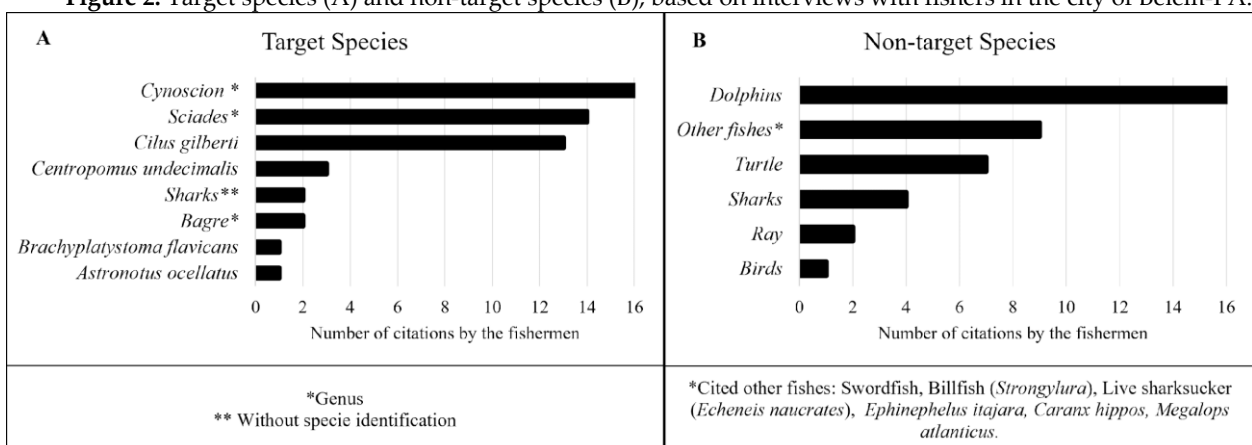 Figure 2. Target species (A) and non-target species (B), based on interviews with fishers in the city of Belém-PA.
A
Target Species
Cynoscion *
Sciades*
Cilus gilberti
Centropomus undecimalis
Sharks**
Bagre*
Brachyplatystoma flavicans
Astronotus ocellatus
0 2 4 6 8 10 12 14 16
Number of citations by the fishermen
*Genus
** Without specie identification
B
Non-target Species
Dolphins
Other fishes*
Turtle
Sharks
Ray
Birds
0 2 4 6 8 10 12 14 16
Number of citations by the fishermen
*Cited other fishes: Swordfish, Billfish (Strongylura), Live sharksucker
(Echeneis naucrates), Ephinephelus itajara, Caranx hippos, Megalops
atlanticus.